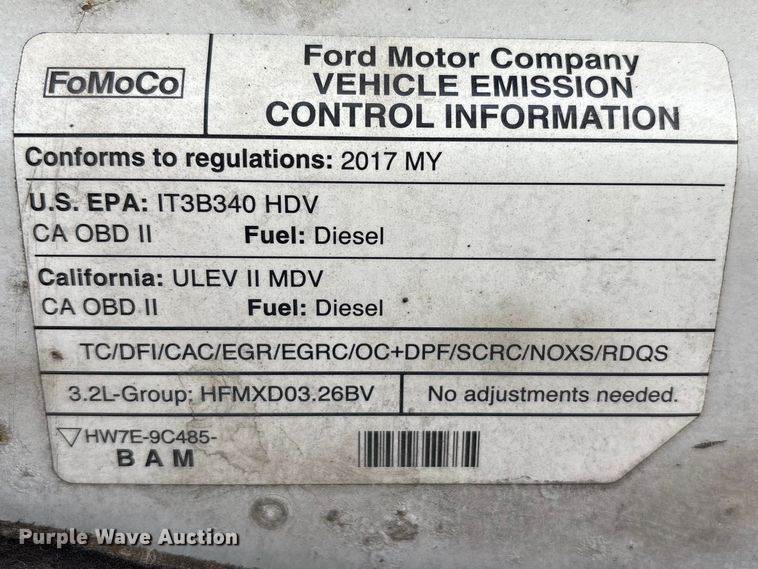 FoMoCo
Ford Motor Company
VEHICLE EMISSION
CONTROL INFORMATION
Conforms to regulations: 2017 MY
U.S. EPA: IT3B340 HDV
CA OBD II Fuel: Diesel
California: ULEV II MDV
CA OBD II Fuel: Diesel
TC/DFI/CAC/EGR/EGRC/OC+DPF/SCRC/NOXS/RDQS
3.2L-Group: HFMXD03.26BV No adjustments needed.
HW7E-9C485-
BAM
Purple Wave Auction